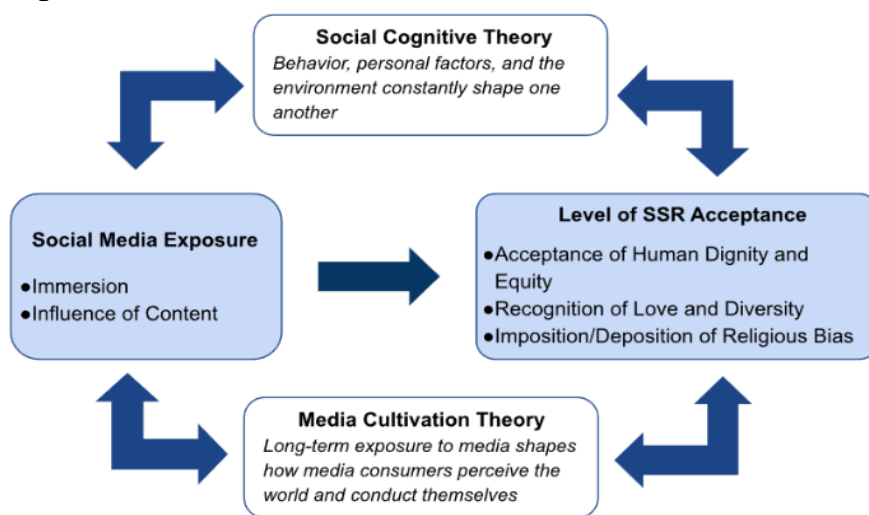 Social Cognitive Theory
Behavior, personal factors, and the
environment constantly shape one
another
Social Media Exposure
●Immersion
●Influence of Content
Level of SSR Acceptance
●Acceptance of Human Dignity and
Equity
●Recognition of Love and Diversity
●Imposition/Deposition of Religious Bias
Media Cultivation Theory
Long-term exposure to media shapes
how media consumers perceive the
world and conduct themselves